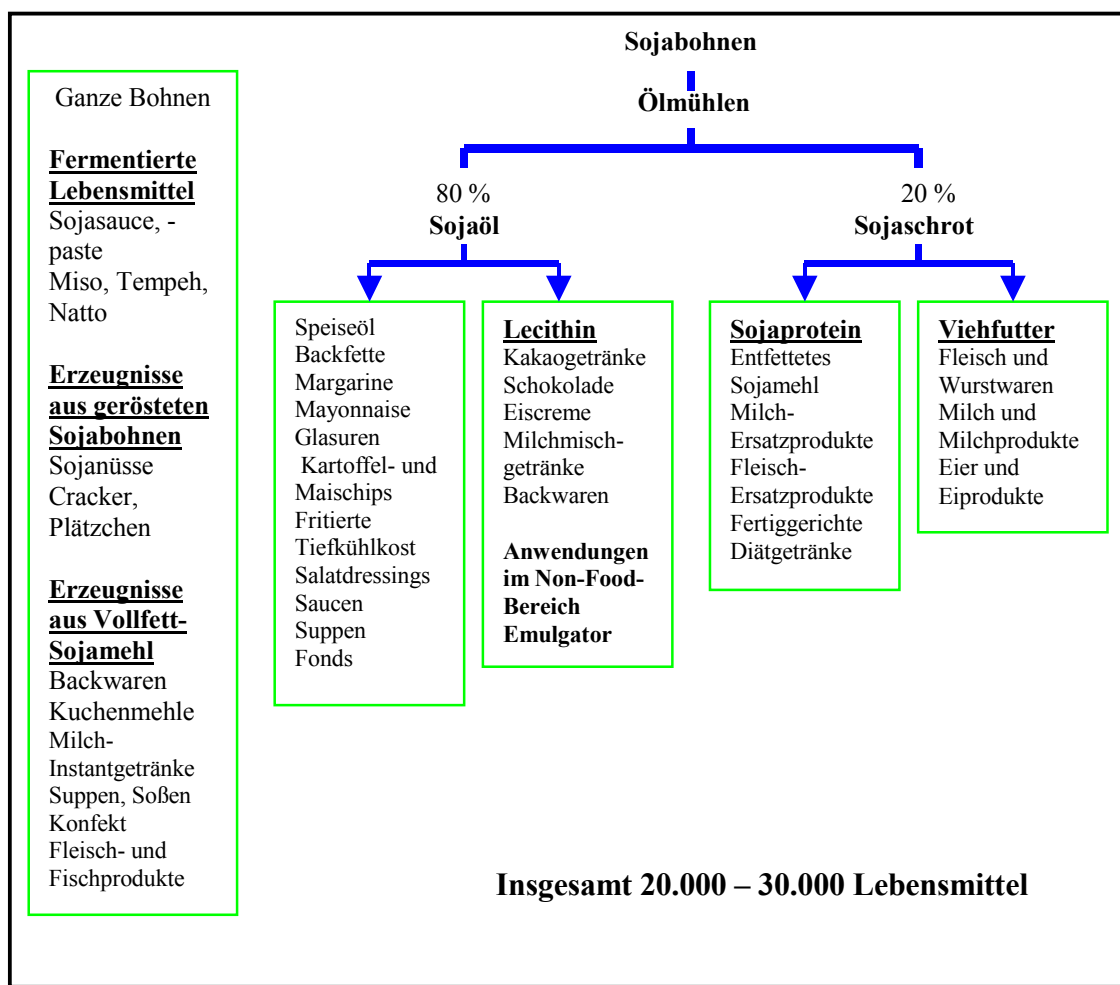 Sojabohnen
Ölmühlen
Ganze Bohnen
Fermentierte
Lebensmittel
Sojasauce, -
paste
Miso, Tempeh,
Natto
Erzeugnisse
aus gerösteten
Sojabohnen
Sojanüsse
Cracker,
Plätzchen
Erzeugnisse
aus Vollfett-
Sojamehl
Backwaren
Kuchenmehle
Milch-
Instantgetränke
Suppen, Soßen
Konfekt
Fleisch- und
Fischprodukte
80 %
Sojaöl
Speiseöl
Backfette
Margarine
Mayonnaise
Glasuren
Kartoffel- und
Maischips
Fritierte
Tiefkühlkost
Salatdressings
Saucen
Suppen
Fonds
Lecithin
Kakaogetränke
Schokolade
Eiscreme
Milchmisch-
getränke
Backwaren
Anwendungen
im Non-Food-
Bereich
Emulgator
20 %
Sojaschrot
Sojaprotein
Entfettetes
Sojamehl
Milch-
Ersatzprodukte
Fleisch-
Ersatzprodukte
Fertiggerichte
Diätgetränke
Viehfutter
Fleisch und
Wurstwaren
Milch und
Milchprodukte
Eier und
Eiprodukte
Insgesamt 20.000 – 30.000 Lebensmittel